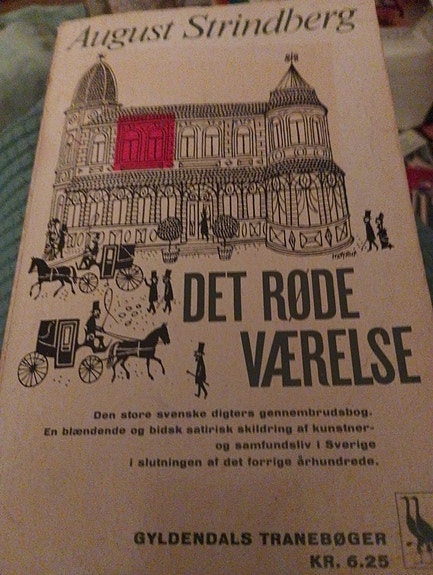 August Strindberg
DET RØDE
VÆRELSE
Den store svenske digters gennembrudsbog.
En blændende og bidsk satirisk skildring af kunstner-
og samfundsliv i Sverige
i slutningen af det forrige århundrede.
GYLDENDALS TRANEBØGER
KR. 6.25